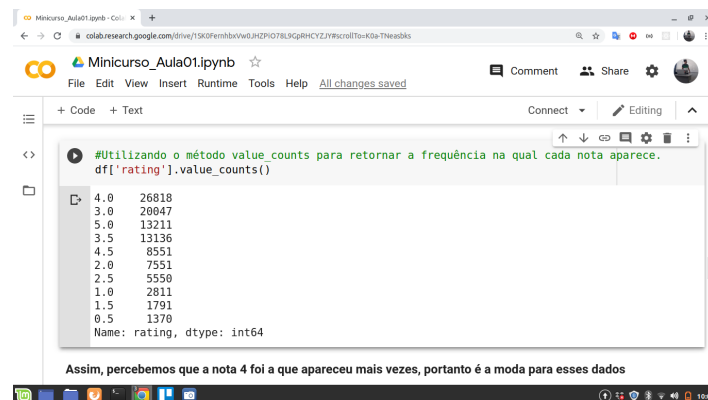 Minicurso_Aula01.ipynb - Cola
colab.research.google.com/drive/1SK0FernhbxVw0JHZPiO78L9GpRHCYZJY#scrollTo=K0a-TNeasbks
Minicurso_Aula01.ipynb
Comment
Share
File Edit View Insert Runtime Tools Help All changes saved
+ Code + Text
Connect
Editing
#Utilizando o método value_counts para retornar a frequência na qual cada nota aparece.
df['rating'].value_counts()
4.0 26818
3.0 20047
5.0 13211
3.5 13136
4.5 8551
2.0 7551
2.5 5550
1.0 2811
1.5 1791
0.5 1370
Name: rating, dtype: int64
Assim, percebemos que a nota 4 foi a que apareceu mais vezes, portanto é a moda para esses dados